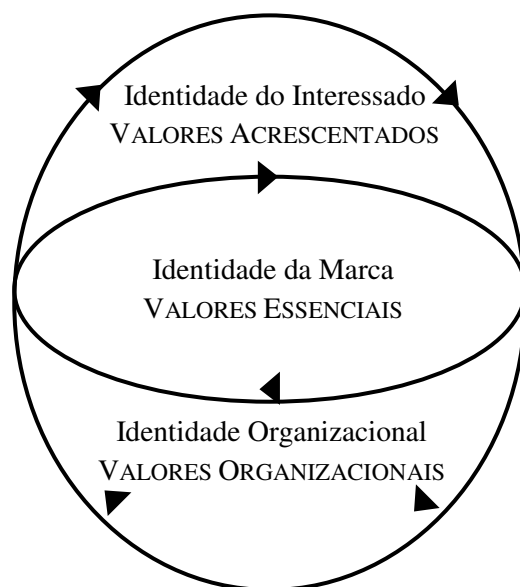 Identidade do Interessado
VALORES ACRESCENTADOS
Identidade da Marca
VALORES ESSENCIAIS
Identidade Organizacional
VALORES ORGANIZACIONAIS